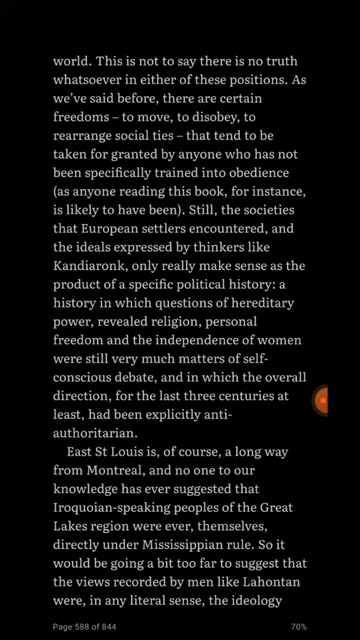 world. This is not to say there is no truth
whatsoever in either of these positions. As
we’ve said before, there are certain
freedoms – to move, to disobey, to
rearrange social ties – that tend to be
taken for granted by anyone who has not
been specifically trained into obedience
(as anyone reading this book, for instance,
is likely to have been). Still, the societies
that European settlers encountered, and
the ideals expressed by thinkers like
Kandiaronk, only really make sense as the
product of a specific political history: a
history in which questions of hereditary
power, revealed religion, personal
freedom and the independence of women
were still very much matters of self-
conscious debate, and in which the overall
direction, for the last three centuries at
least, had been explicitly anti-
authoritarian.
East St Louis is, of course, a long way
from Montreal, and no one to our
knowledge has ever suggested that
Iroquoian-speaking peoples of the Great
Lakes region were ever, themselves,
directly under Mississippian rule. So it
would be going a bit too far to suggest that
the views recorded by men like Lahontan
were, in any literal sense, the ideology
Page 588 of 844 70%